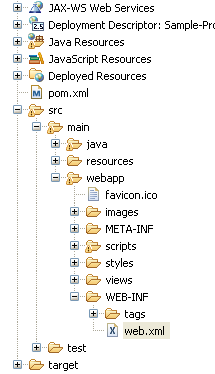 JAX-WS Web Services
Deployment Descriptor: Sample-Pro
Java Resources
JavaScript Resources
Deployed Resources
pom.xml
src
main
java
resources
webapp
favicon.ico
images
META-INF
scripts
styles
views
WEB-INF
tags
web.xml
test
target